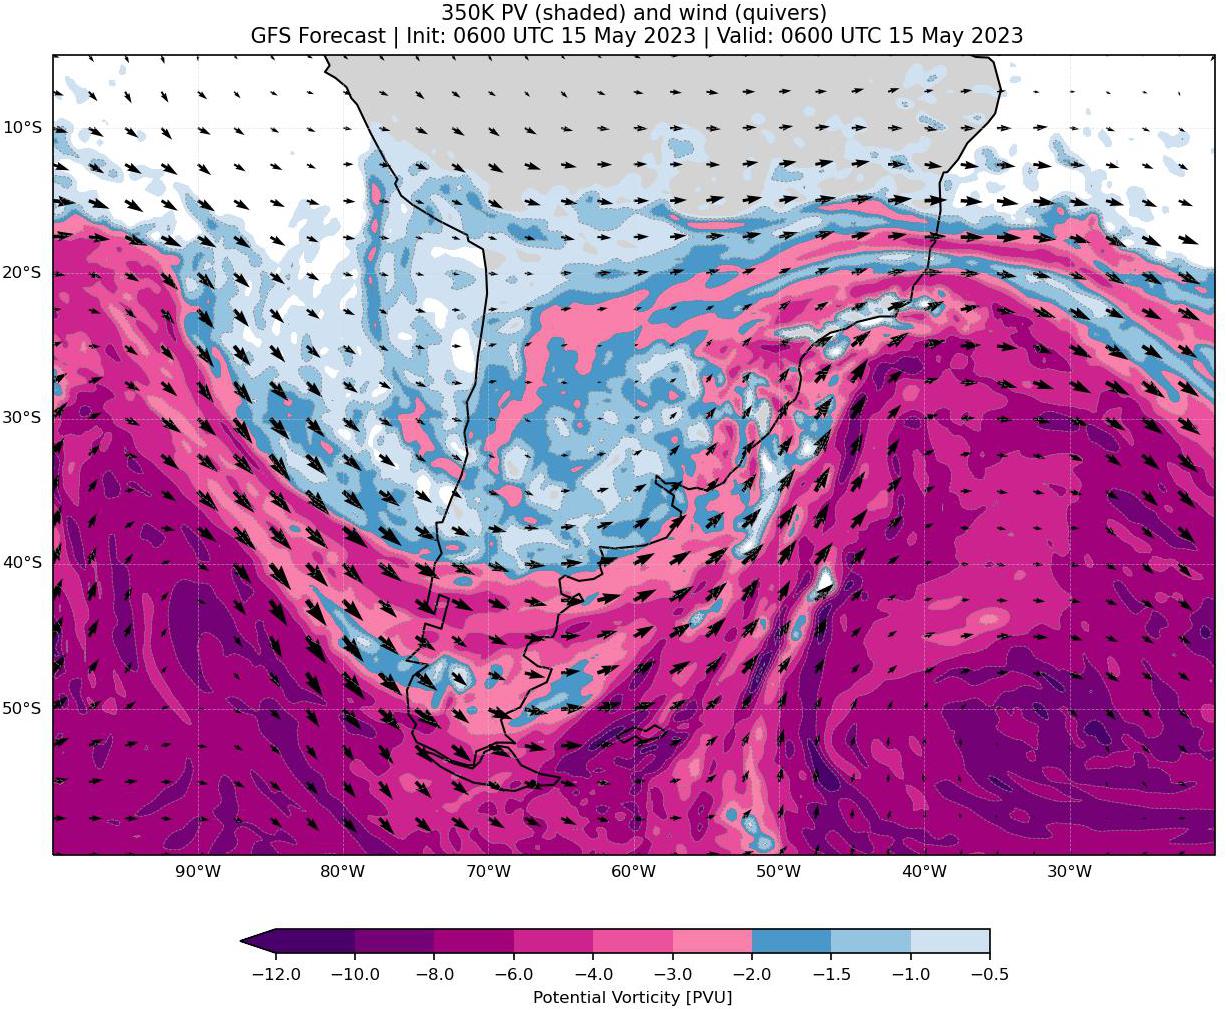 350K PV (shaded) and wind (quivers)
GFS Forecast | Init: 0600 UTC 15 May 2023 | Valid: 0600 UTC 15 May 2023
10°S
20°S
30°S
40°S
50°S
90°W 80°W 70°W 60°W 50°W 40°W 30°W
−12.0 −10.0 −8.0 −6.0 −4.0 −3.0 −2.0 −1.5 −1.0 −0.5
Potential Vorticity [PVU]